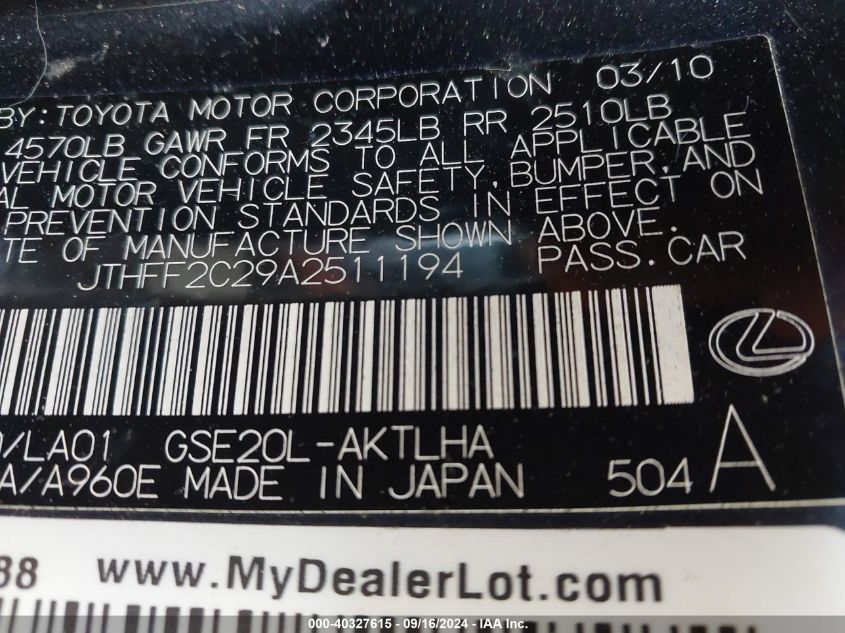 BY: TOYOTA MOTOR CORPORATION 03/10
4570LB GAWR FR 2345LB RR 2510LB
VEHICLE CONFORMS TO ALL APPLICABLE
AL MOTOR VEHICLE SAFETY, BUMPER, AND
PREVENTION STANDARDS IN EFFECT ON
TE OF MANUFACTURE SHOWN ABOVE.
JTHFF2C29A2511194 PASS. CAR
/LA01 GSE20L-AKTLHA
A/A960E MADE IN JAPAN 504 A
88 www.MyDealerLot.com
000-40327615 - 09/16/2024 - IAA Inc.